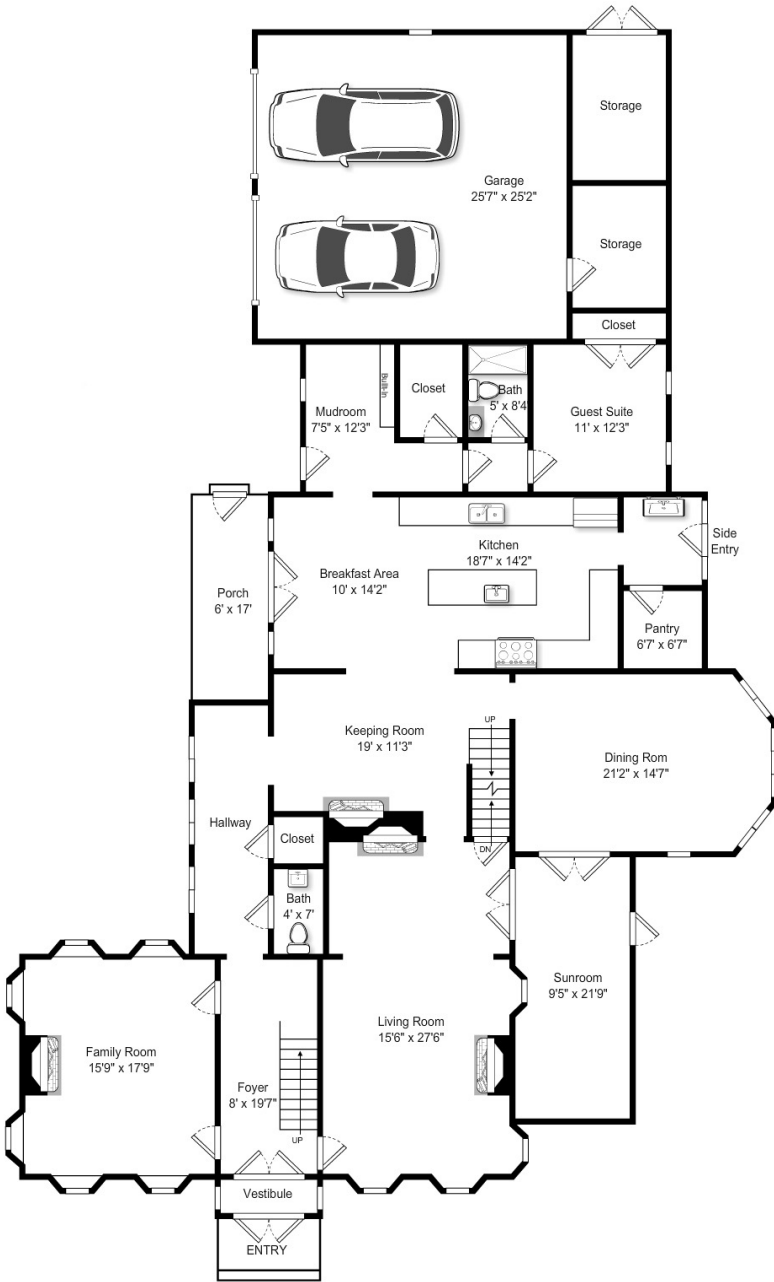 Storage
Garage
25'7" x 25'2"
Storage
Closet
Built-In
Mudroom
7'5" x 12'3"
Closet
Bath
5' x 8'4"
Guest Suite
11' x 12'3"
Side
Entry
Kitchen
18'7" x 14'2"
Breakfast Area
10' x 14'2"
Porch
6' x 17'
Pantry
6'7" x 6'7"
Keeping Room
19' x 11'3"
UP
Dining Rom
21'2" x 14'7"
Hallway
Closet
DN
Bath
4' x 7'
Sunroom
9'5" x 21'9"
Living Room
15'6" x 27'6"
Family Room
15'9" x 17'9"
Foyer
8' x 19'7"
UP
Vestibule
ENTRY